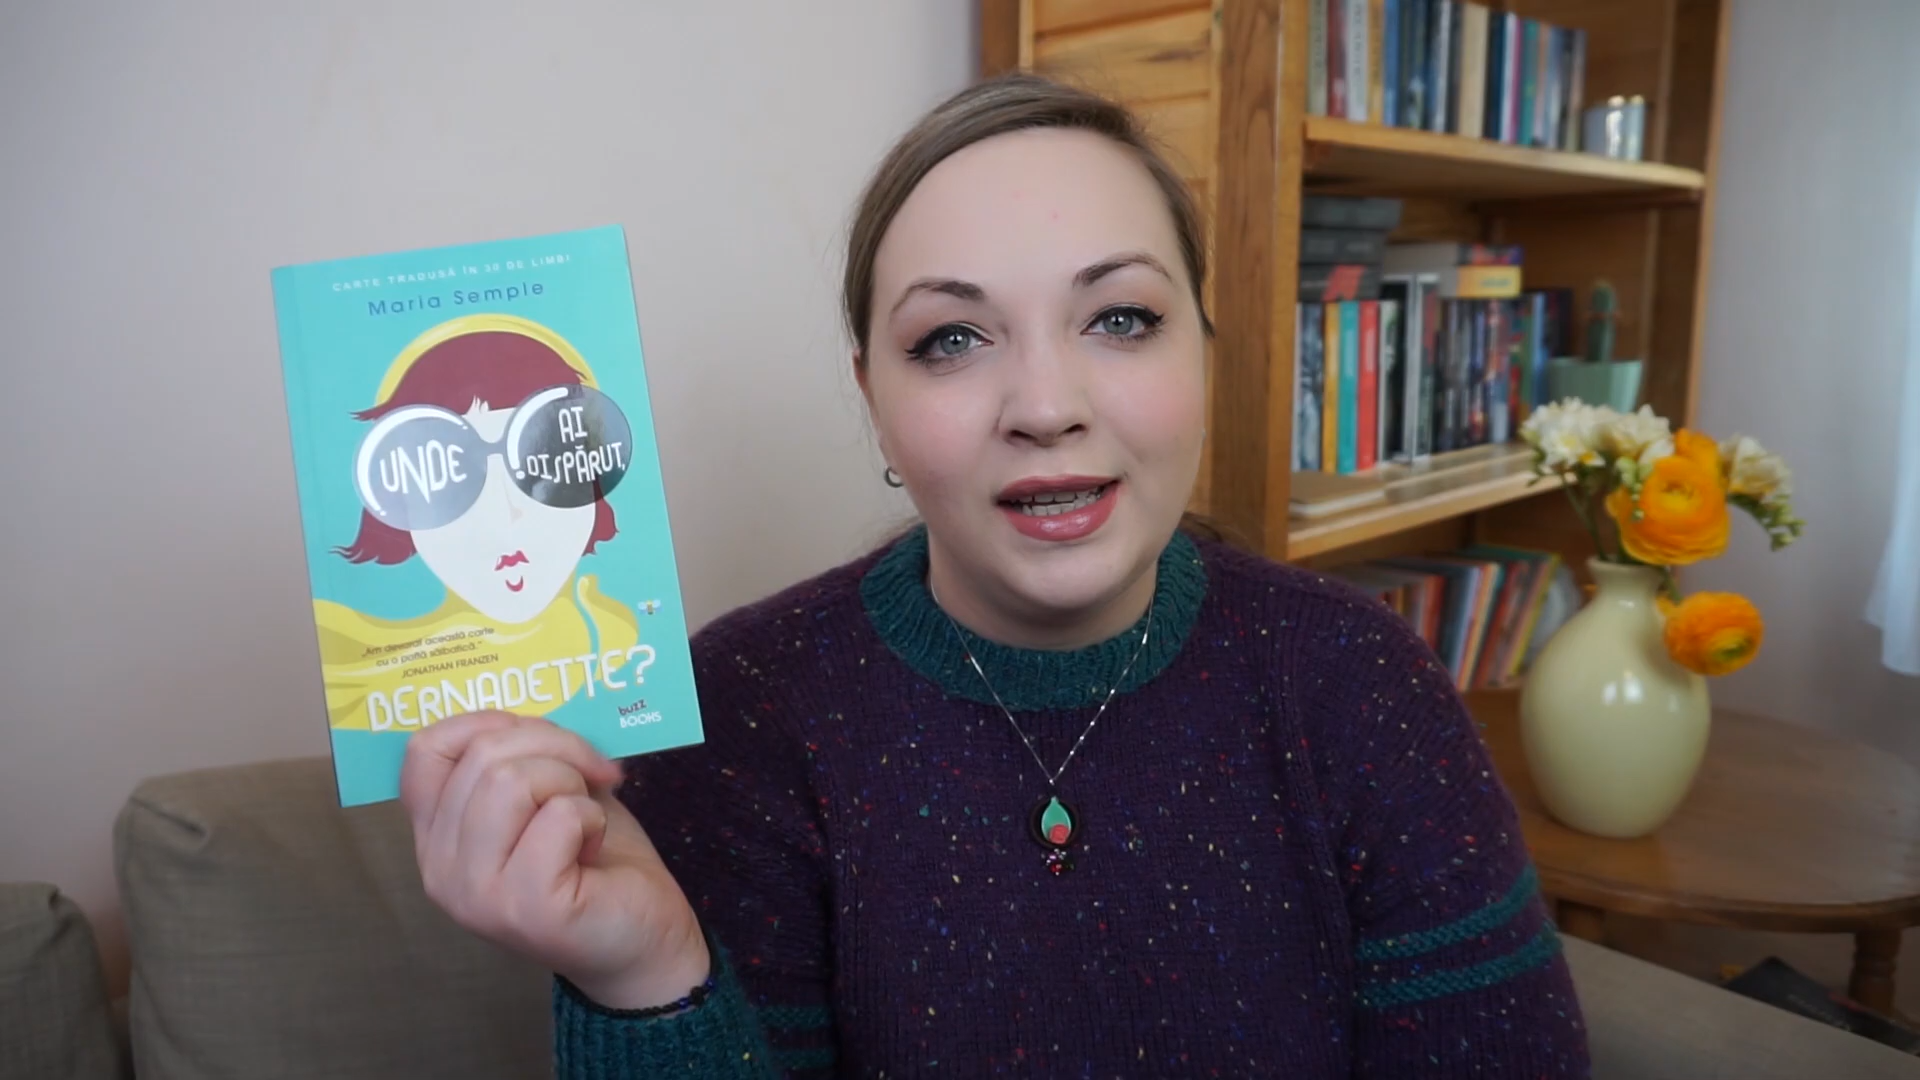 CARTE TRADUSĂ ÎN 30 DE LIMBI
Maria Semple
UNDE
AI
DISPĂRUT,
„Am devorat această carte
cu o poftă sălbatică.”
JONATHAN FRANZEN
BERNADETTE?
buzz
BOOKS